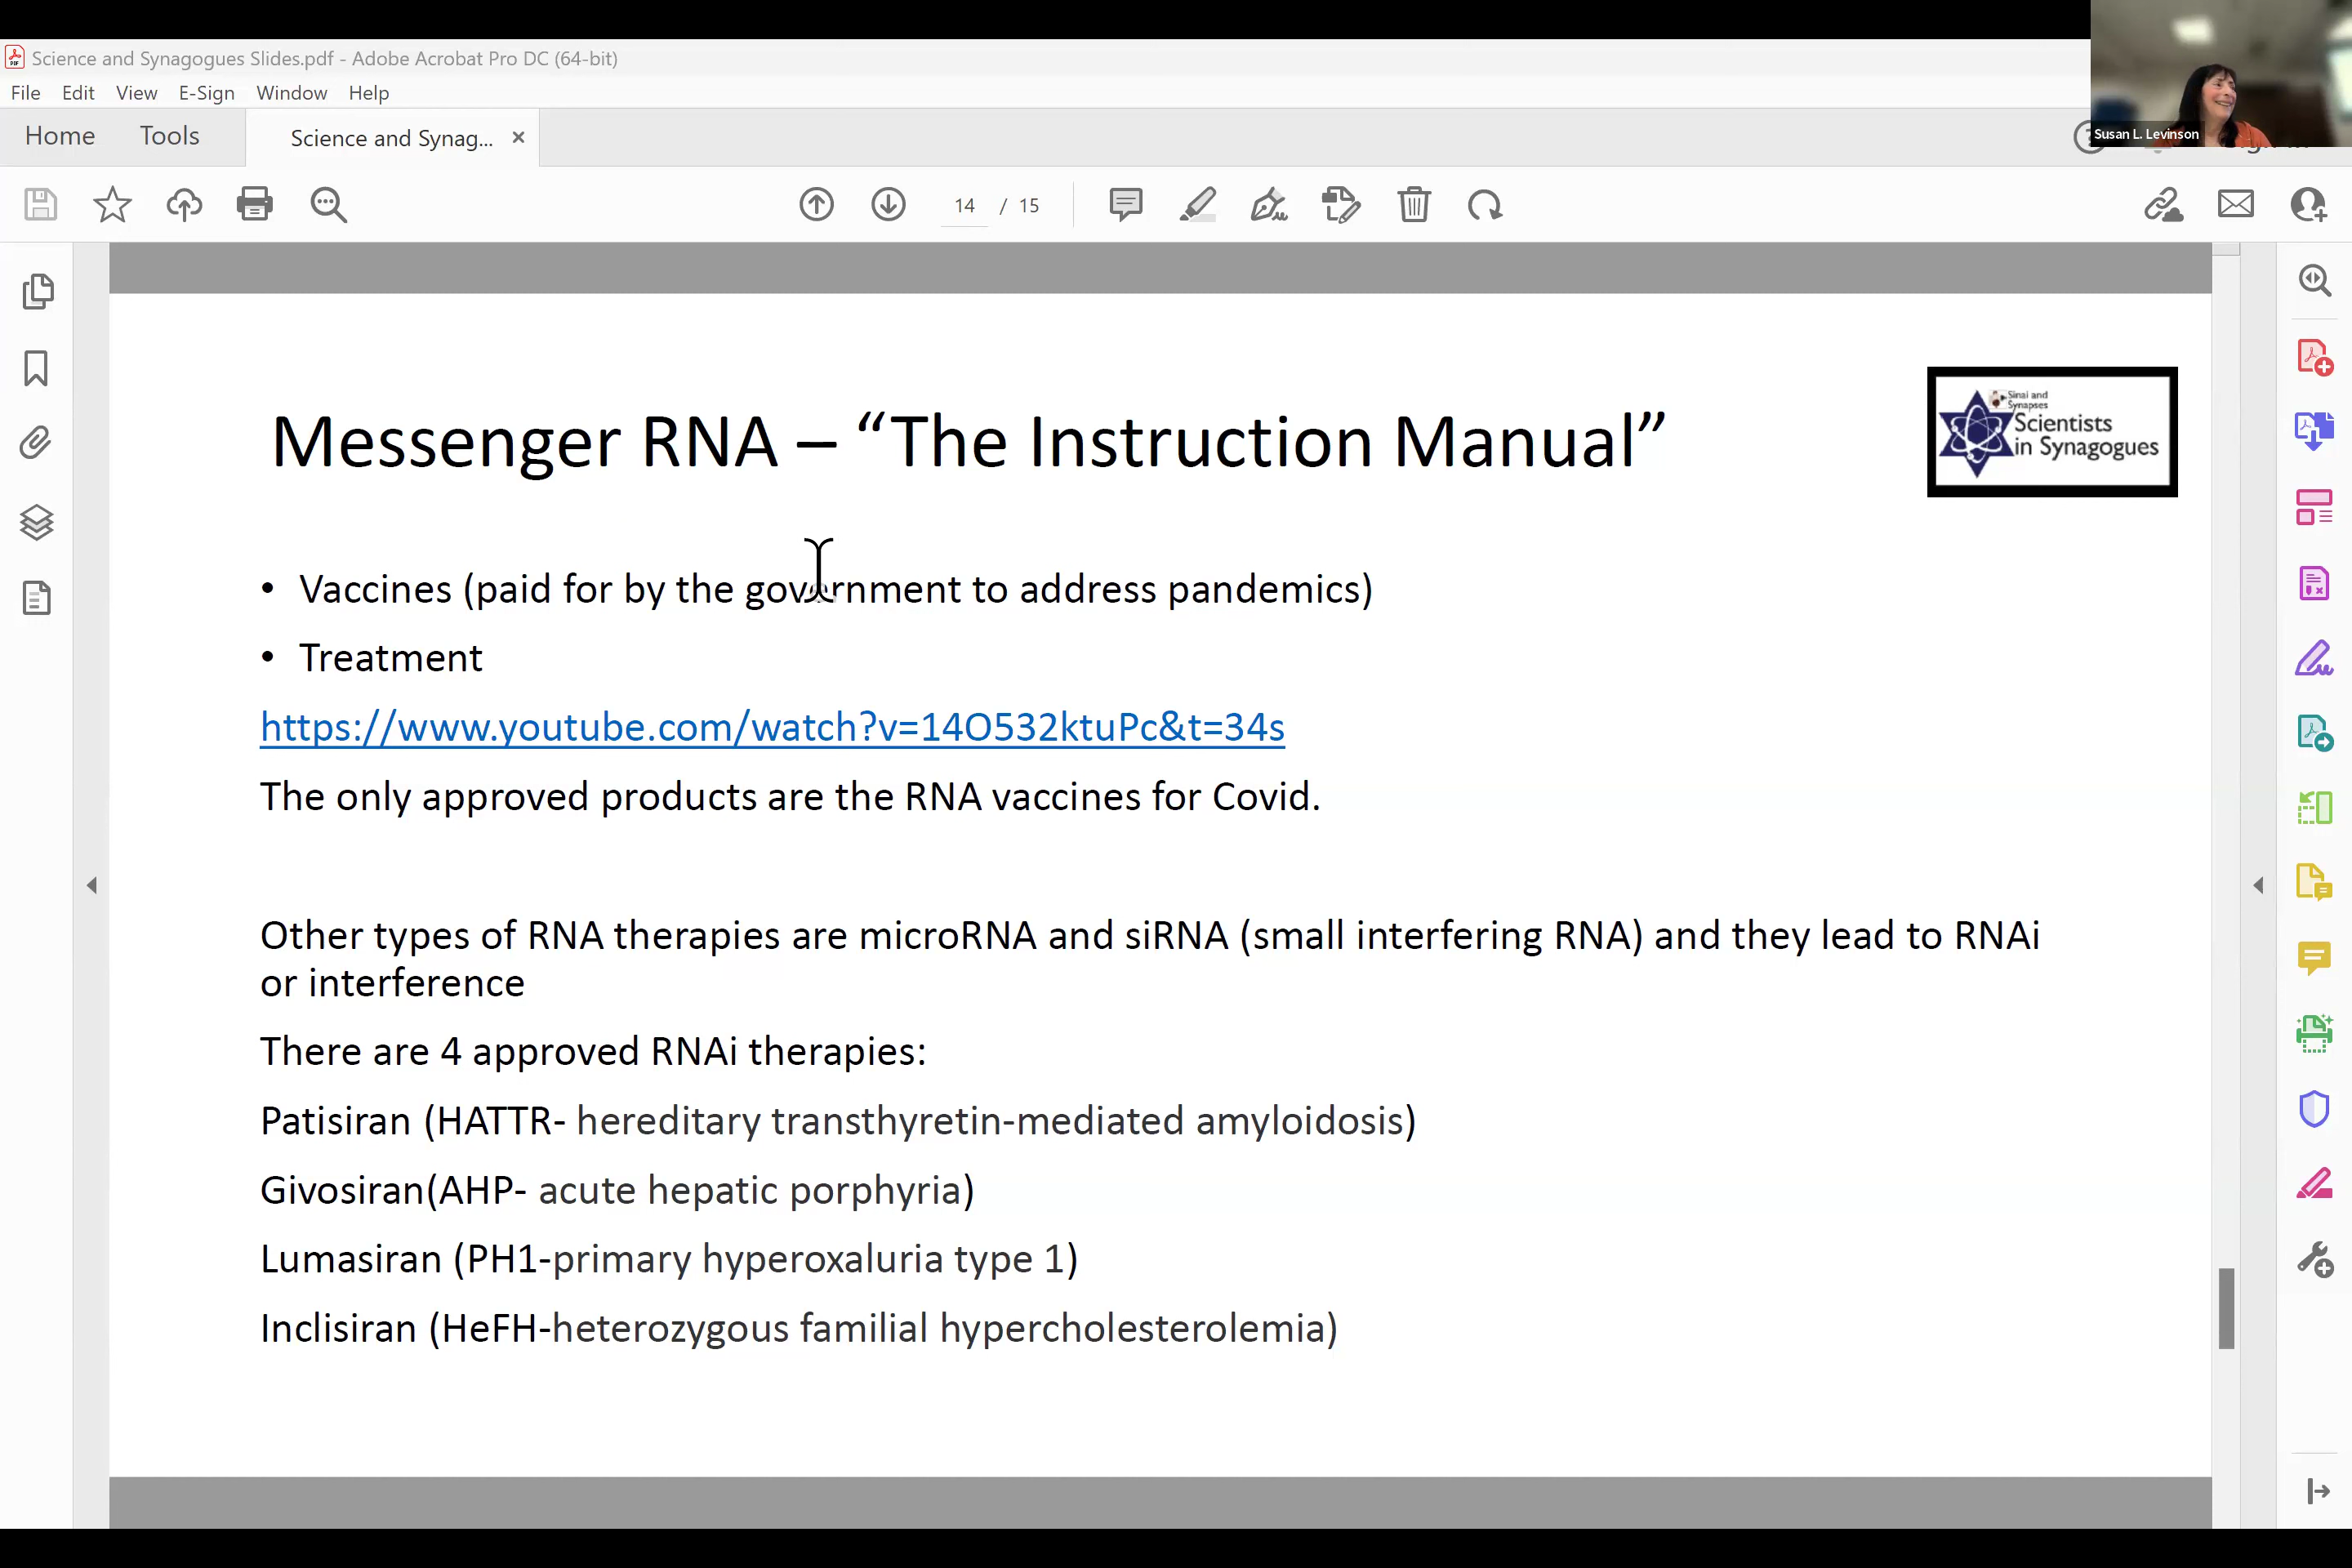 Science and Synagogues Slides.pdf - Adobe Acrobat Pro DC (64-bit)
File Edit View E-Sign Window Help
Home Tools Science and Synag... ×
Susan L. Levinson
14 / 15
Messenger RNA – “The Instruction Manual”
Sinai and
Synapses
Scientists
in Synagogues
• Vaccines (paid for by the government to address pandemics)
• Treatment
https://www.youtube.com/watch?v=14O532ktuPc&t=34s
The only approved products are the RNA vaccines for Covid.
Other types of RNA therapies are microRNA and siRNA (small interfering RNA) and they lead to RNAi
or interference
There are 4 approved RNAi therapies:
Patisiran (HATTR- hereditary transthyretin-mediated amyloidosis)
Givosiran(AHP- acute hepatic porphyria)
Lumasiran (PH1-primary hyperoxaluria type 1)
Inclisiran (HeFH-heterozygous familial hypercholesterolemia)